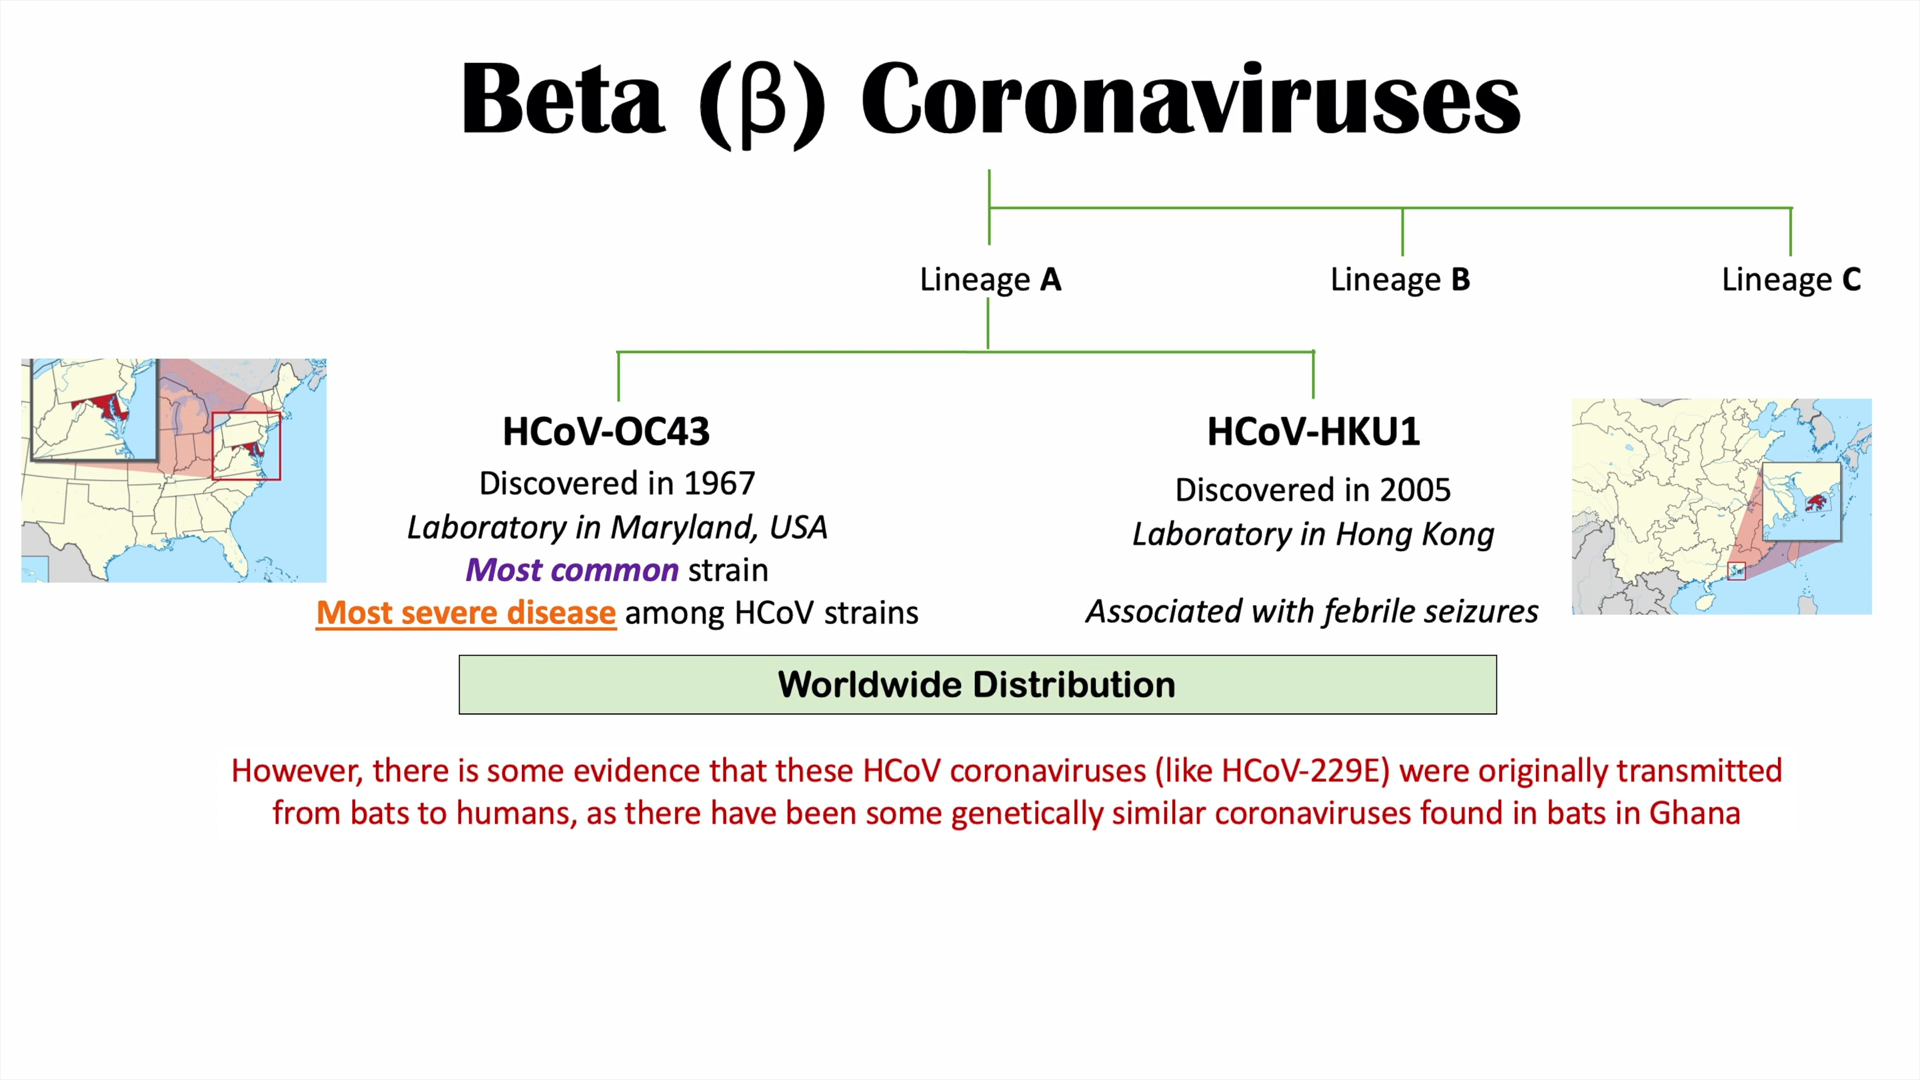 Beta (β) Coronaviruses
Lineage A
Lineage B
Lineage C
HCoV-OC43
Discovered in 1967
Laboratory in Maryland, USA
Most common strain
Most severe disease among HCoV strains
HCoV-HKU1
Discovered in 2005
Laboratory in Hong Kong
Associated with febrile seizures
Worldwide Distribution
However, there is some evidence that these HCoV coronaviruses (like HCoV-229E) were originally transmitted
from bats to humans, as there have been some genetically similar coronaviruses found in bats in Ghana